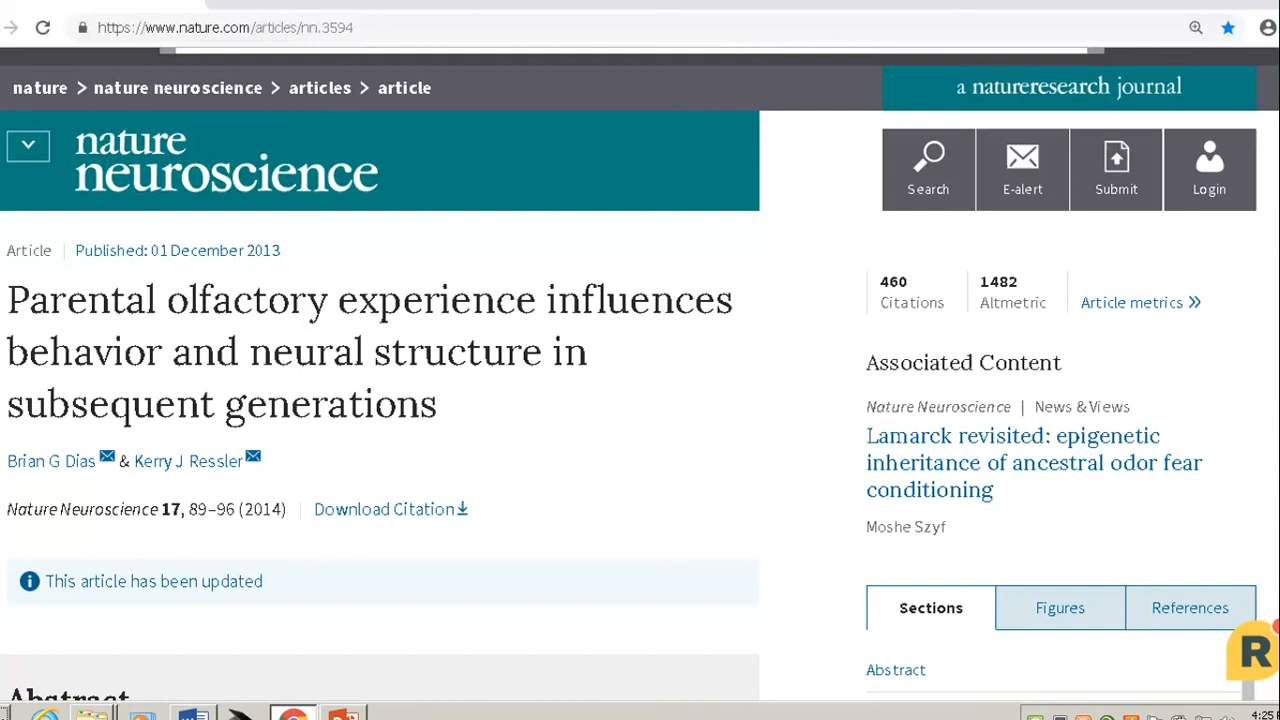 https://www.nature.com/articles/nn.3594
nature > nature neuroscience > articles > article
a natureresearch journal
nature
neuroscience
Search
E-alert
Submit
Login
Article
Published: 01 December 2013
Parental olfactory experience influences
behavior and neural structure in
subsequent generations
Brian G Dias & Kerry J Ressler
Nature Neuroscience 17, 89–96 (2014)
Download Citation
This article has been updated
Abstract
460
Citations
1482
Altmetric
Article metrics
Associated Content
Nature Neuroscience | News & Views
Lamarck revisited: epigenetic
inheritance of ancestral odor fear
conditioning
Moshe Szyf
Sections
Figures
References
Abstract
R
4:25